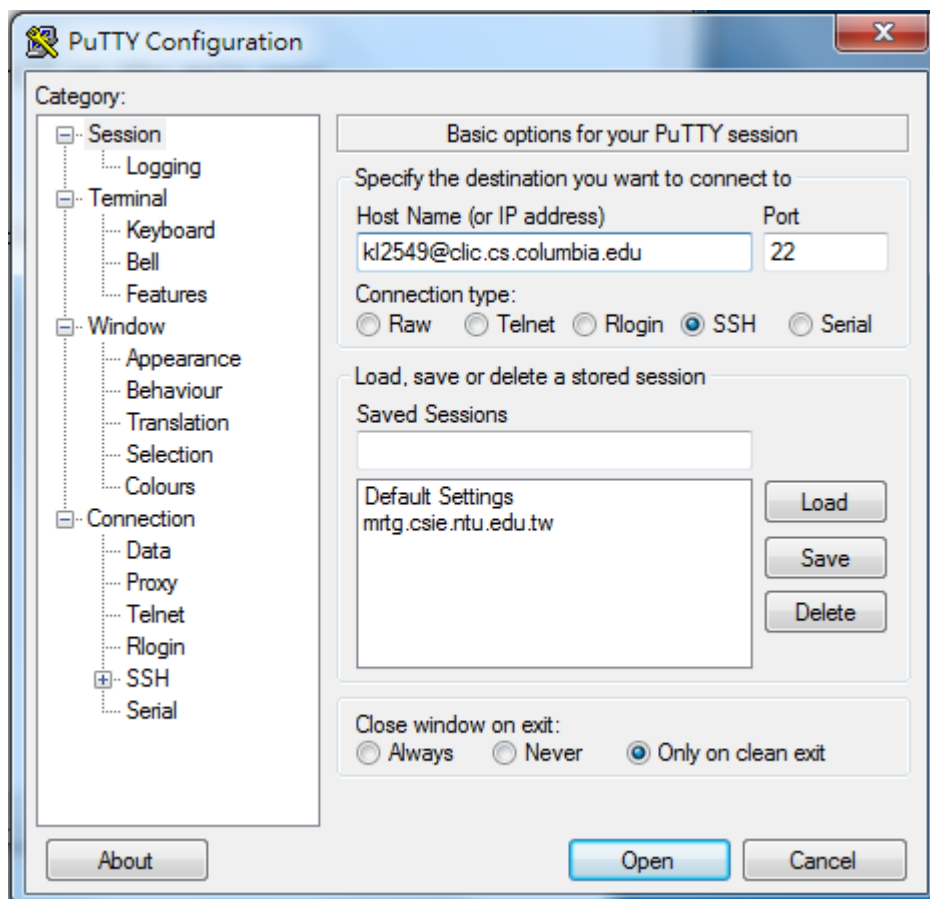 PuTTY Configuration
x
Category:
Session
Logging
Terminal
Keyboard
Bell
Features
Window
Appearance
Behaviour
Translation
Selection
Colours
Connection
Data
Proxy
Telnet
Rlogin
SSH
Serial
Basic options for your PuTTY session
Specify the destination you want to connect to
Host Name (or IP address) Port
kl2549@clic.cs.columbia.edu 22
Connection type:
Raw Telnet Rlogin SSH Serial
Load, save or delete a stored session
Saved Sessions
Default Settings
mrtg.csie.ntu.edu.tw
Load
Save
Delete
Close window on exit:
Always Never Only on clean exit
About Open Cancel